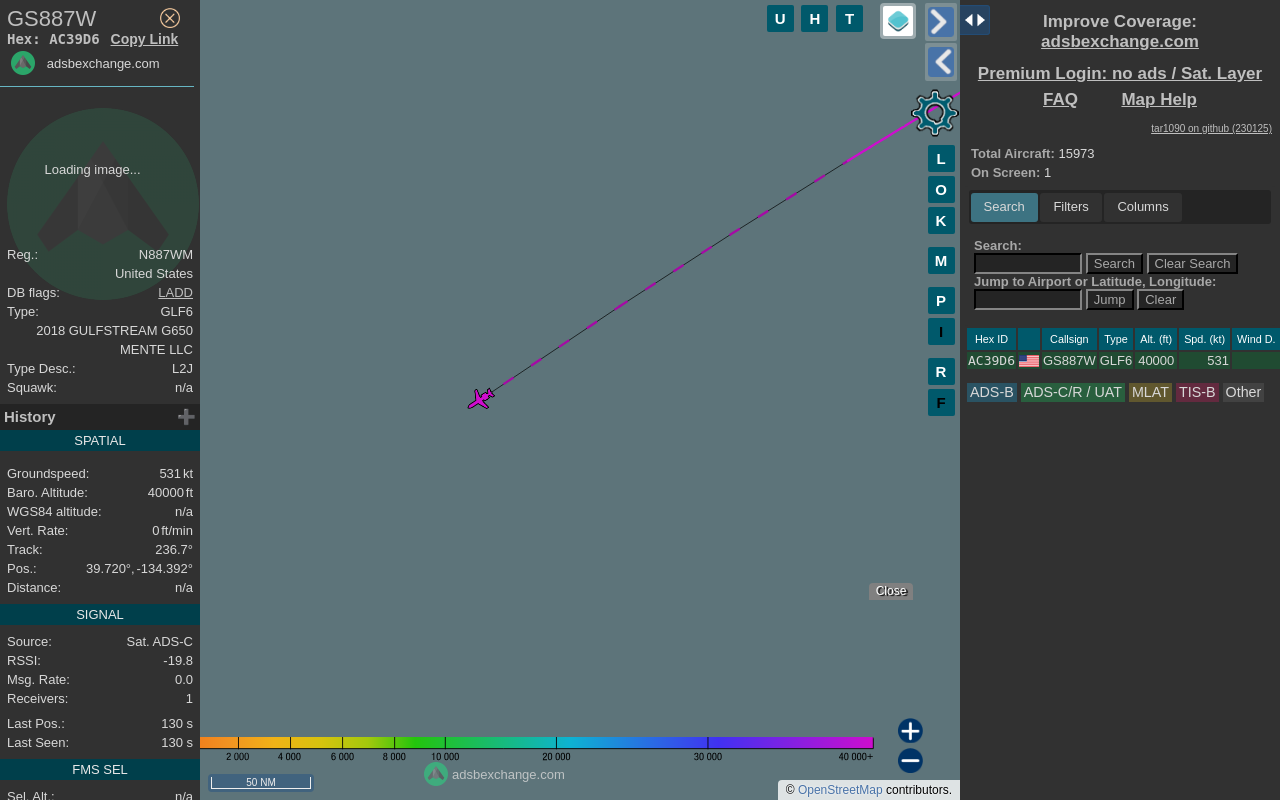 GS887W
Hex: AC39D6 Copy Link
adsbexchange.com
Loading image...
Reg.: N887WM
United States
DB flags: LADD
Type: GLF6
2018 GULFSTREAM G650
MENTE LLC
Type Desc.: L2J
Squawk: n/a
History
SPATIAL
Groundspeed: 531 kt
Baro. Altitude: 40000 ft
WGS84 altitude: n/a
Vert. Rate: 0 ft/min
Track: 236.7°
Pos.: 39.720°, -134.392°
Distance: n/a
SIGNAL
Source: Sat. ADS-C
RSSI: -19.8
Msg. Rate: 0.0
Receivers: 1
Last Pos.: 130 s
Last Seen: 130 s
FMS SEL
Sel. Alt.: n/a
U H T
L
O
K
M
P
I
R
F
Close
2 000 4 000 6 000 8 000 10 000 20 000 30 000 40 000+
50 NM
adsbexchange.com
© OpenStreetMap contributors.
Improve Coverage:
adsbexchange.com
Premium Login: no ads / Sat. Layer
FAQ Map Help
tar1090 on github (230125)
Total Aircraft: 15973
On Screen: 1
Search Filters Columns
Search:
Search Clear Search
Jump to Airport or Latitude, Longitude:
Jump Clear
Hex ID Callsign Type Alt. (ft) Spd. (kt) Wind D.
AC39D6 GS887W GLF6 40000 531
ADS-B ADS-C/R / UAT MLAT TIS-B Other